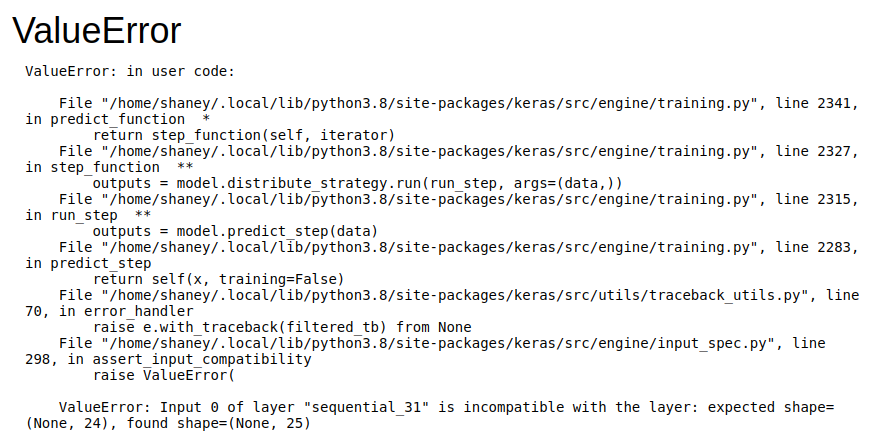 ValueError
ValueError: in user code:
File "/home/shaney/.local/lib/python3.8/site-packages/keras/src/engine/training.py", line 2341,
in predict_function  *
return step_function(self, iterator)
File "/home/shaney/.local/lib/python3.8/site-packages/keras/src/engine/training.py", line 2327,
in step_function  **
outputs = model.distribute_strategy.run(run_step, args=(data,))
File "/home/shaney/.local/lib/python3.8/site-packages/keras/src/engine/training.py", line 2315,
in run_step  **
outputs = model.predict_step(data)
File "/home/shaney/.local/lib/python3.8/site-packages/keras/src/engine/training.py", line 2283,
in predict_step
return self(x, training=False)
File "/home/shaney/.local/lib/python3.8/site-packages/keras/src/utils/traceback_utils.py", line
70, in error_handler
raise e.with_traceback(filtered_tb) from None
File "/home/shaney/.local/lib/python3.8/site-packages/keras/src/engine/input_spec.py", line
298, in assert_input_compatibility
raise ValueError(
ValueError: Input 0 of layer "sequential_31" is incompatible with the layer: expected shape=
(None, 24), found shape=(None, 25)